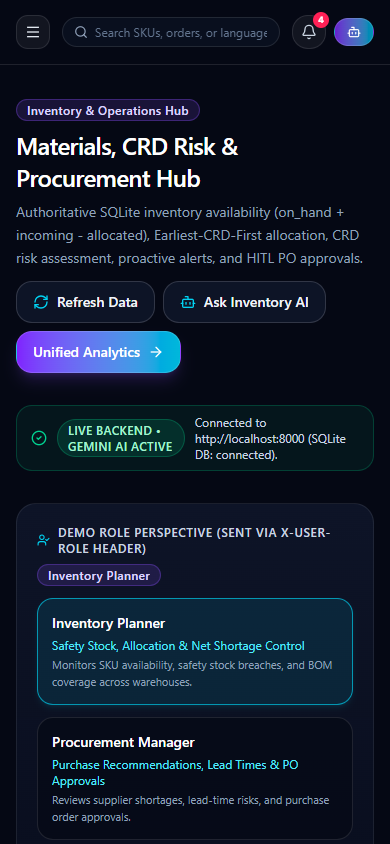 Search SKUs, orders, or language
4
Inventory & Operations Hub
Materials, CRD Risk &
Procurement Hub
Authoritative SQLite inventory availability (on_hand +
incoming - allocated), Earliest-CRD-First allocation, CRD
risk assessment, proactive alerts, and HITL PO approvals.
Refresh Data
Ask Inventory AI
Unified Analytics →
LIVE BACKEND •
GEMINI AI ACTIVE
Connected to
http://localhost:8000 (SQLite
DB: connected).
DEMO ROLE PERSPECTIVE (SENT VIA X-USER-
ROLE HEADER)
Inventory Planner
Inventory Planner
Safety Stock, Allocation & Net Shortage Control
Monitors SKU availability, safety stock breaches, and BOM
coverage across warehouses.
Procurement Manager
Purchase Recommendations, Lead Times & PO
Approvals
Reviews supplier shortages, lead-time risks, and purchase
order approvals.